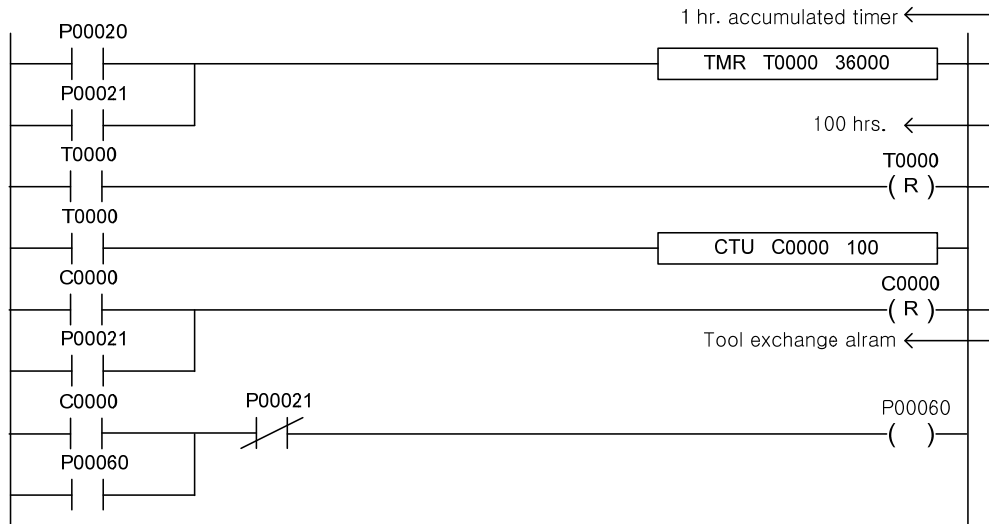 1 hr. accumulated timer
P00020
TMR T0000 36000
P00021
100 hrs.
T0000
T0000
( R )
T0000
CTU C0000 100
C0000
C0000
( R )
P00021
Tool exchange alram
C0000
P00021
P00060
( )
P00060